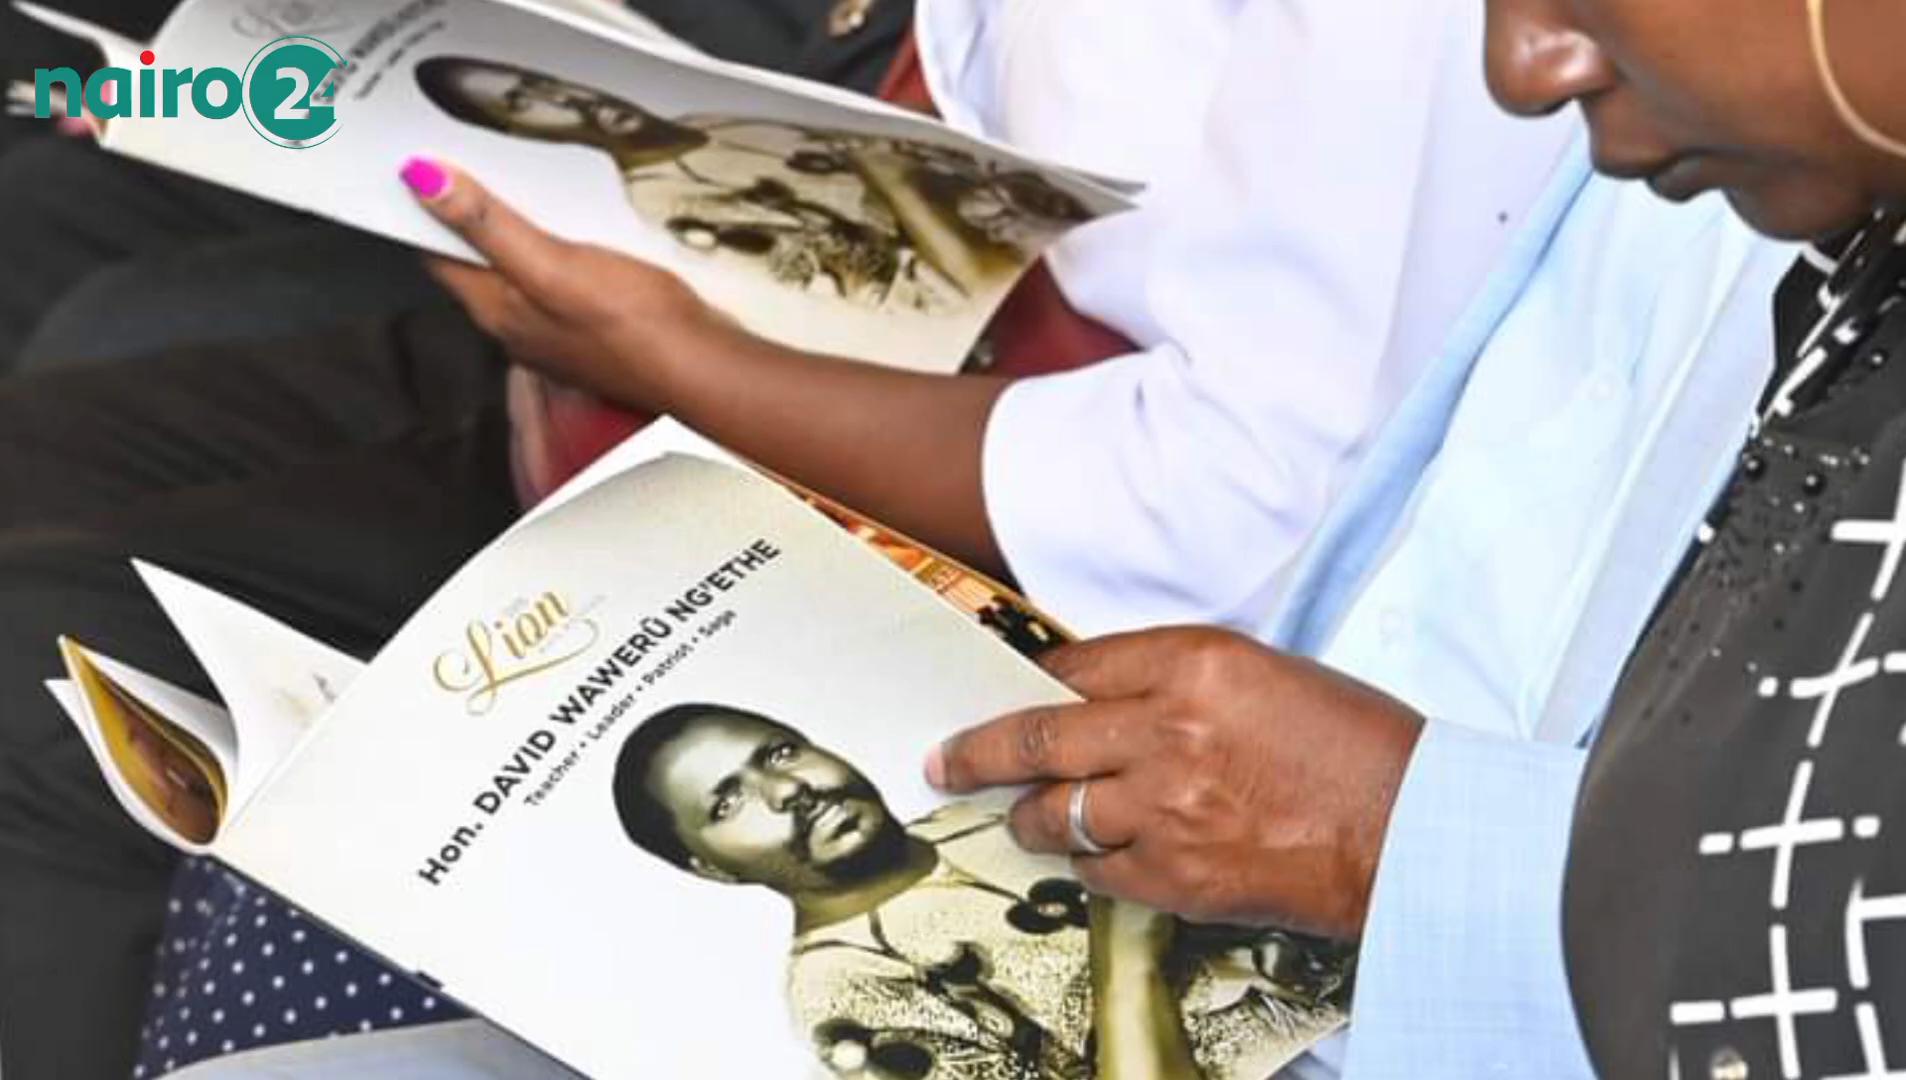 nairo24
Lion
Hon. DAVID WAWERŨ NG'ETHE
Teacher • Leader • Patriot • Sage